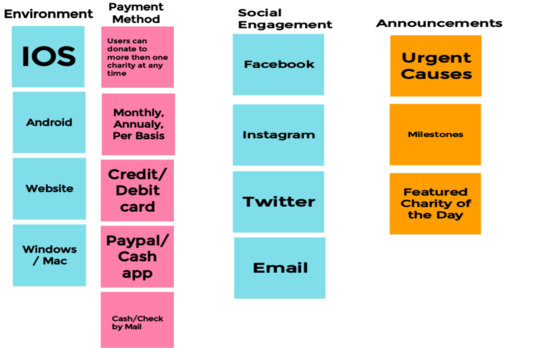 Environment
IOS
Android
Website
Windows
/ Mac
Payment
Method
Users can
donate to
more then one
charity at any
time
Monthly,
Annualy,
Per Basis
Credit/
Debit
card
Paypal/
Cash
app
Cash/Check
by Mail
Social
Engagement
Facebook
Instagram
Twitter
Email
Announcements
Urgent
Causes
Milestones
Featured
Charity of
the Day